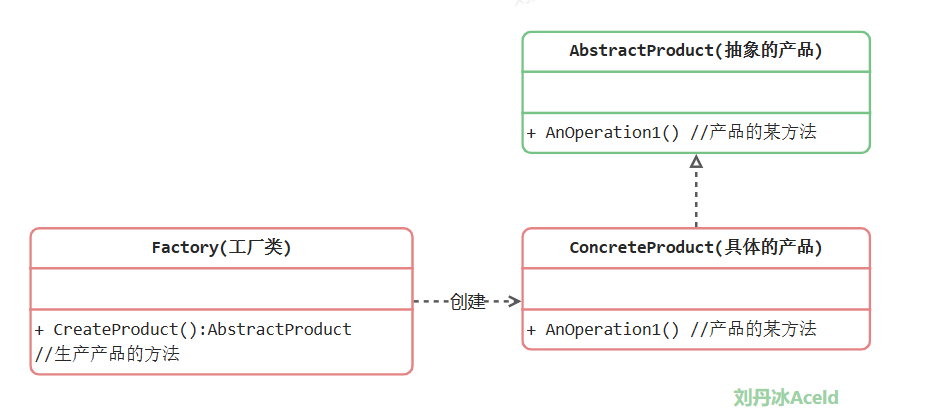 AbstractProduct(抽象的产品)
+ AnOperation1() //产品的某方法
Factory(工厂类)
+ CreateProduct():AbstractProduct
//生产产品的方法
创建
ConcreteProduct(具体的产品)
+ AnOperation1() //产品的某方法
刘丹冰Aceld